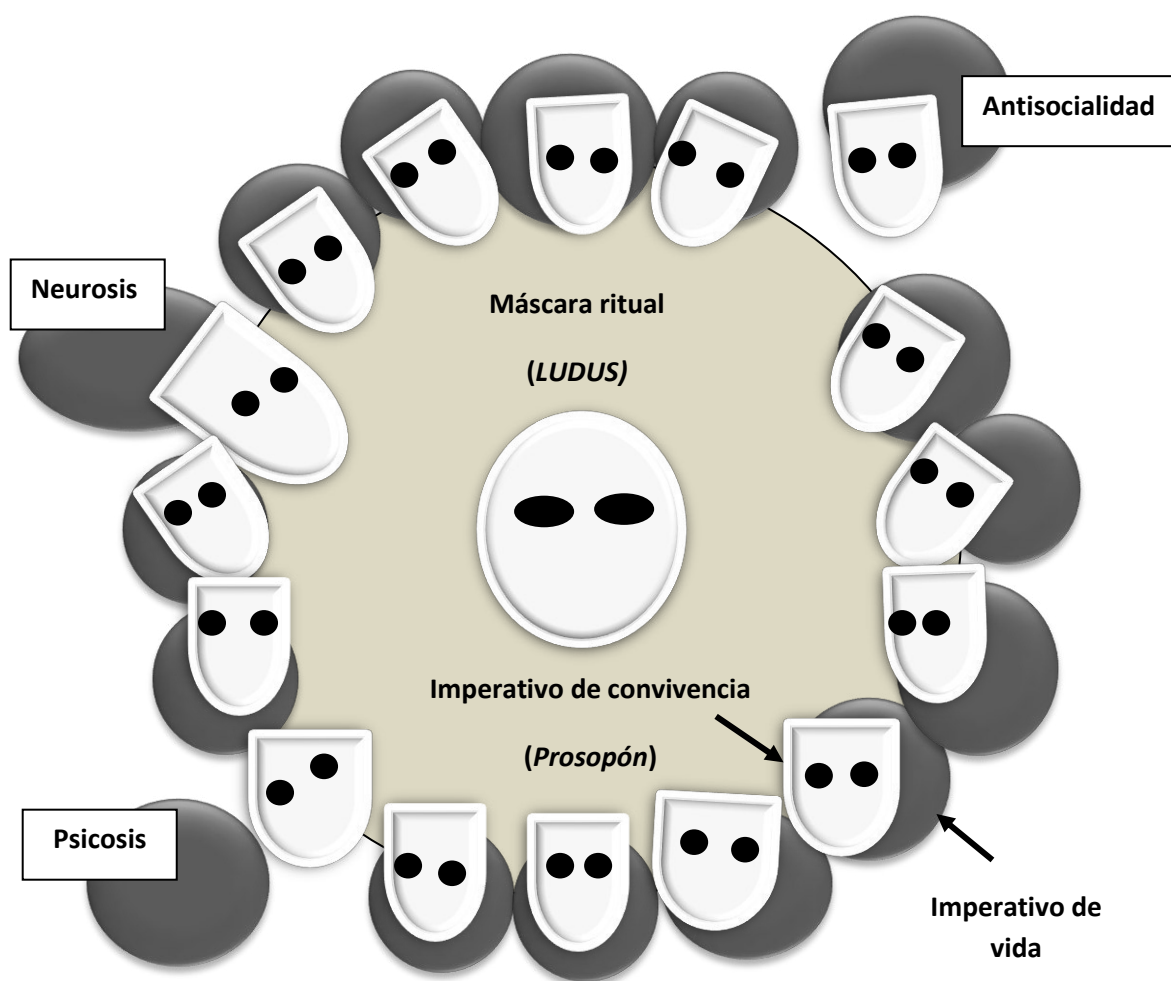 Antisocialidad
Neurosis
Máscara ritual
(LUDUS)
Imperativo de convivencia
(Prosopón)
Psicosis
Imperativo de
vida